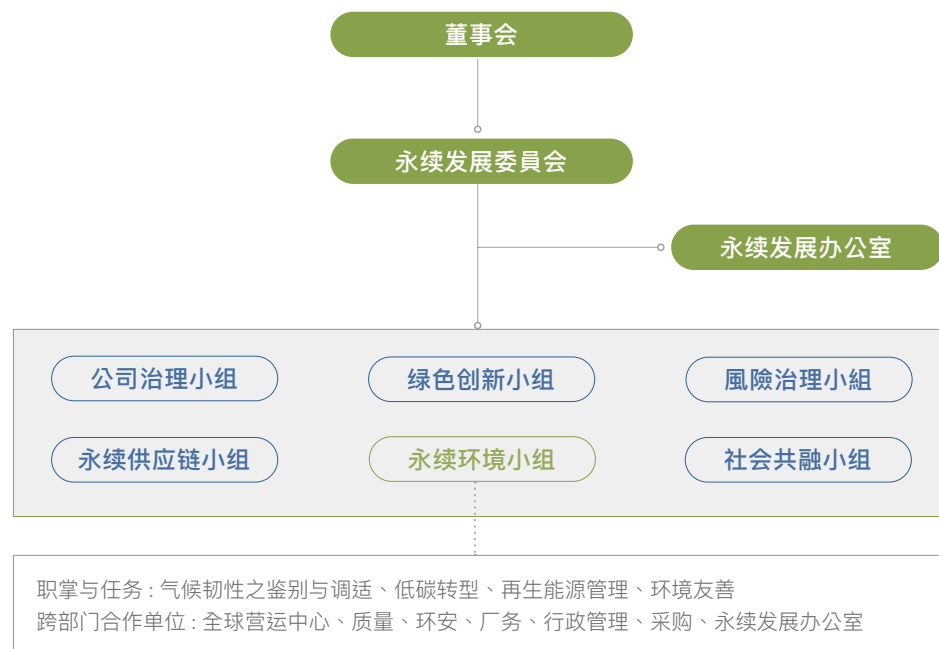 董事会
永续发展委員会
永续发展办公室
公司治理小组
绿色创新小组
風險治理小組
永续供应链小组
永续环境小组
社会共融小组
职掌与任务 : 气候韧性之鉴别与调适、低碳转型、再生能源管理、环境友善
跨部门合作单位 : 全球营运中心、质量、环安、厂务、行政管理、采购、永续发展办公室